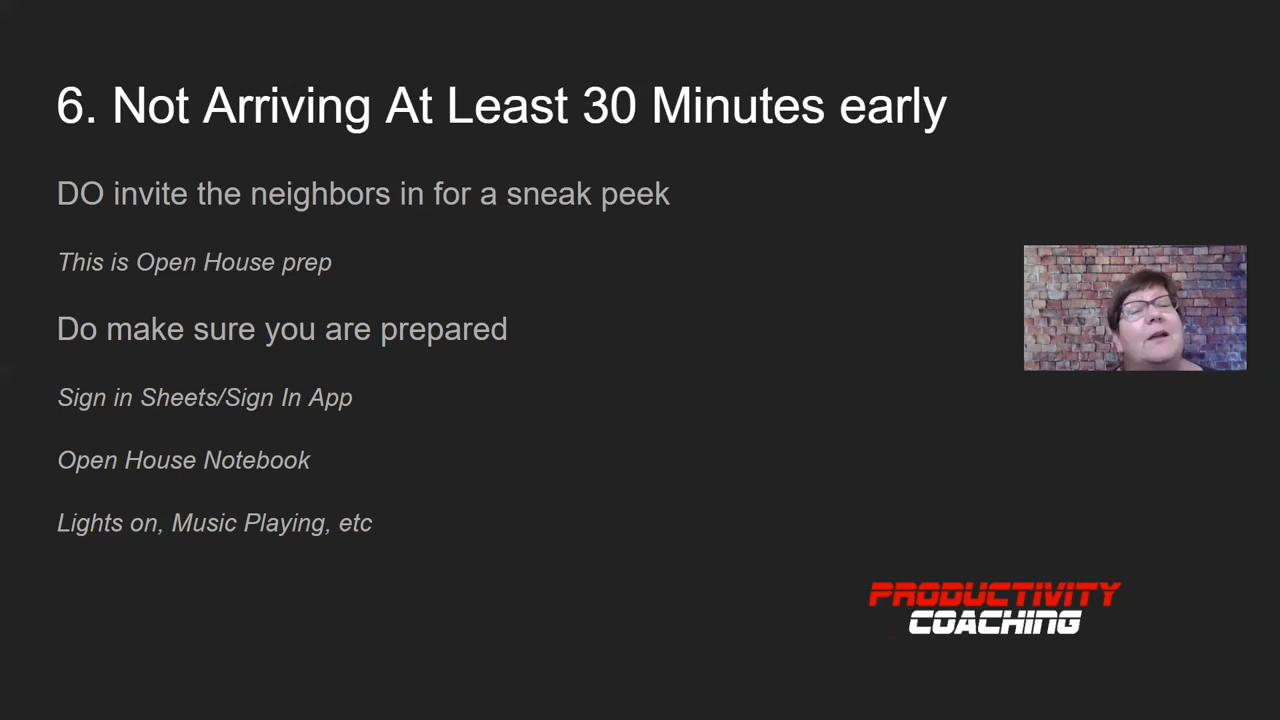 6. Not Arriving At Least 30 Minutes early
DO invite the neighbors in for a sneak peek
This is Open House prep
Do make sure you are prepared
Sign in Sheets/Sign In App
Open House Notebook
Lights on, Music Playing, etc
PRODUCTIVITY
COACHING